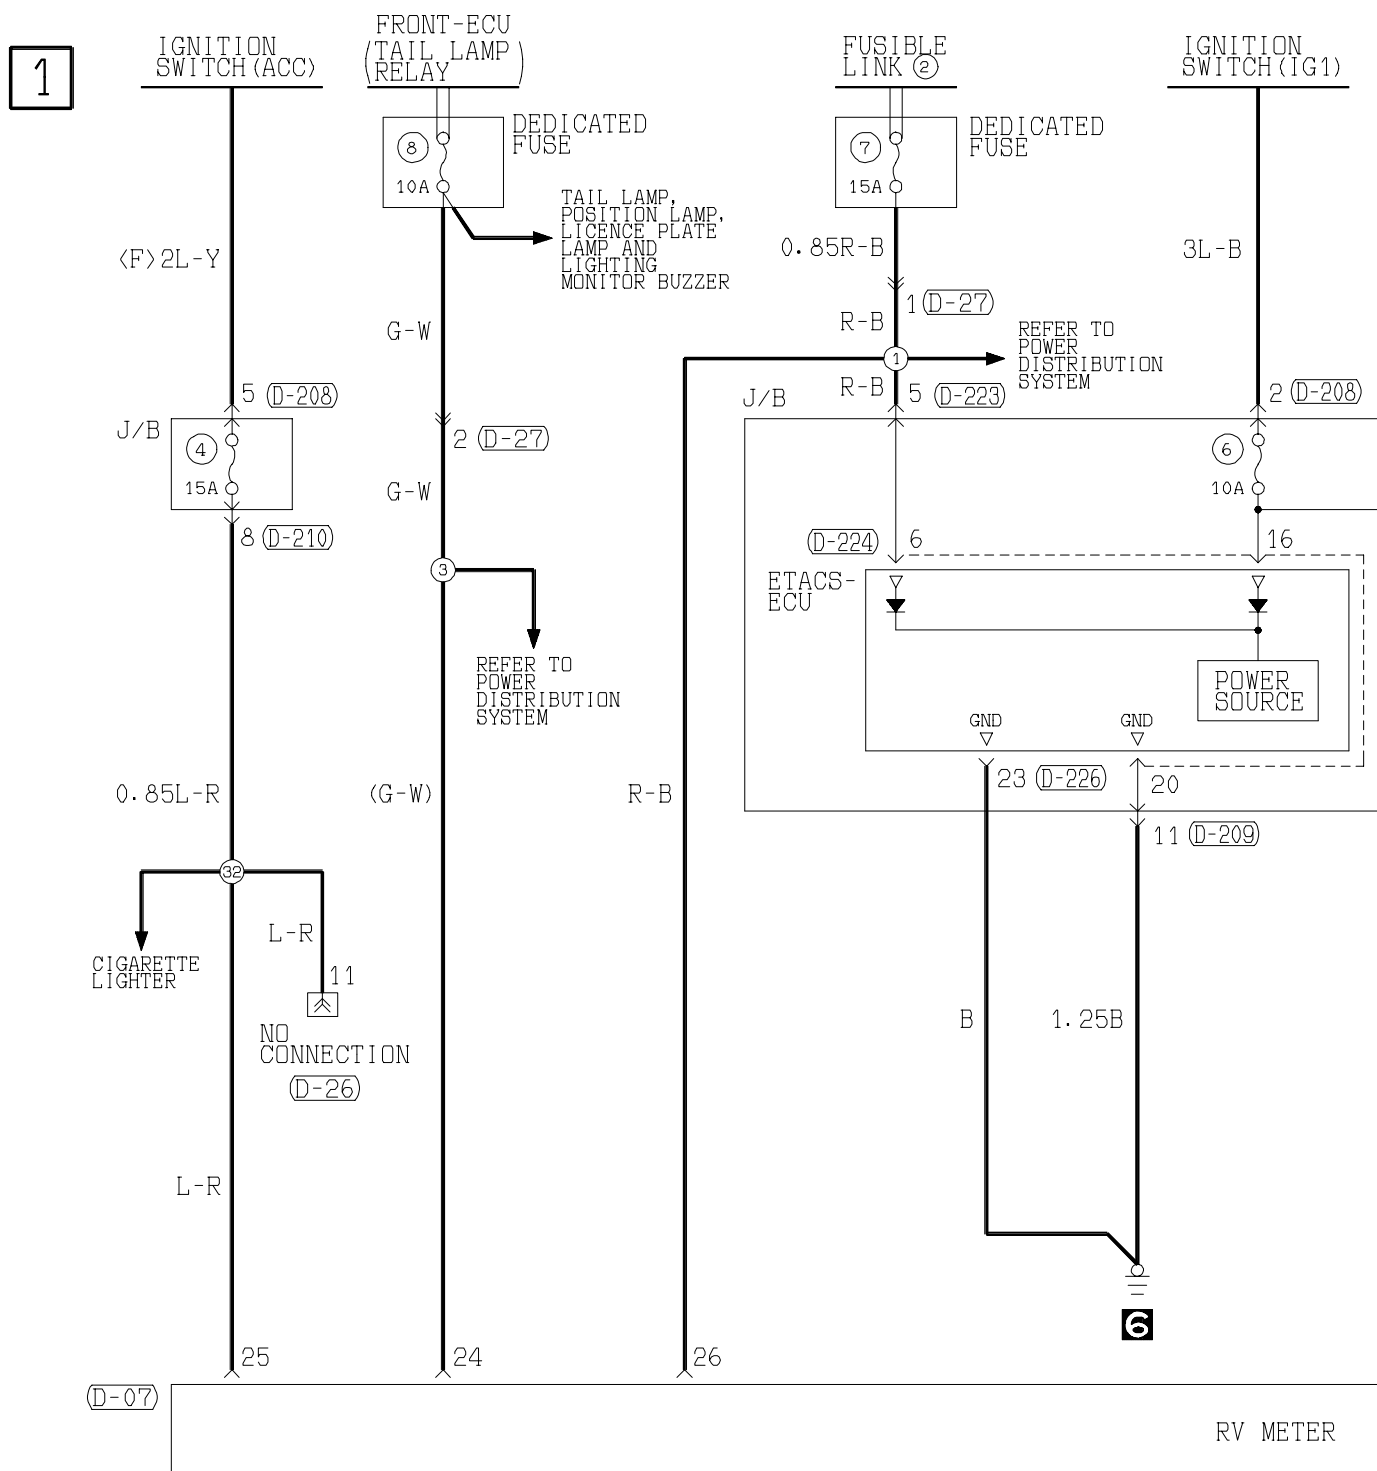 1
IGNITION
SWITCH(ACC)
FRONT-ECU
(TAIL LAMP
RELAY)
FUSIBLE
LINK ②
IGNITION
SWITCH(IG1)
DEDICATED
FUSE
8
10A
DEDICATED
FUSE
7
15A
TAIL LAMP,
POSITION LAMP,
LICENCE PLATE
LAMP AND
LIGHTING
MONITOR BUZZER
<F>2L-Y
0.85R-B
3L-B
1 (D-27)
G-W
R-B
1
REFER TO
POWER
DISTRIBUTION
SYSTEM
5 (D-208)
R-B
5 (D-223)
2 (D-208)
J/B
J/B
4
15A
2 (D-27)
6
10A
G-W
8 (D-210)
(D-224) 6
16
3
ETACS-
ECU
REFER TO
POWER
DISTRIBUTION
SYSTEM
POWER
SOURCE
GND
GND
23 (D-226)
20
0.85L-R
(G-W)
R-B
11 (D-209)
32
L-R
CIGARETTE
LIGHTER
11
NO
CONNECTION
(D-26)
B
1.25B
L-R
6
25
24
26
(D-07)
RV METER